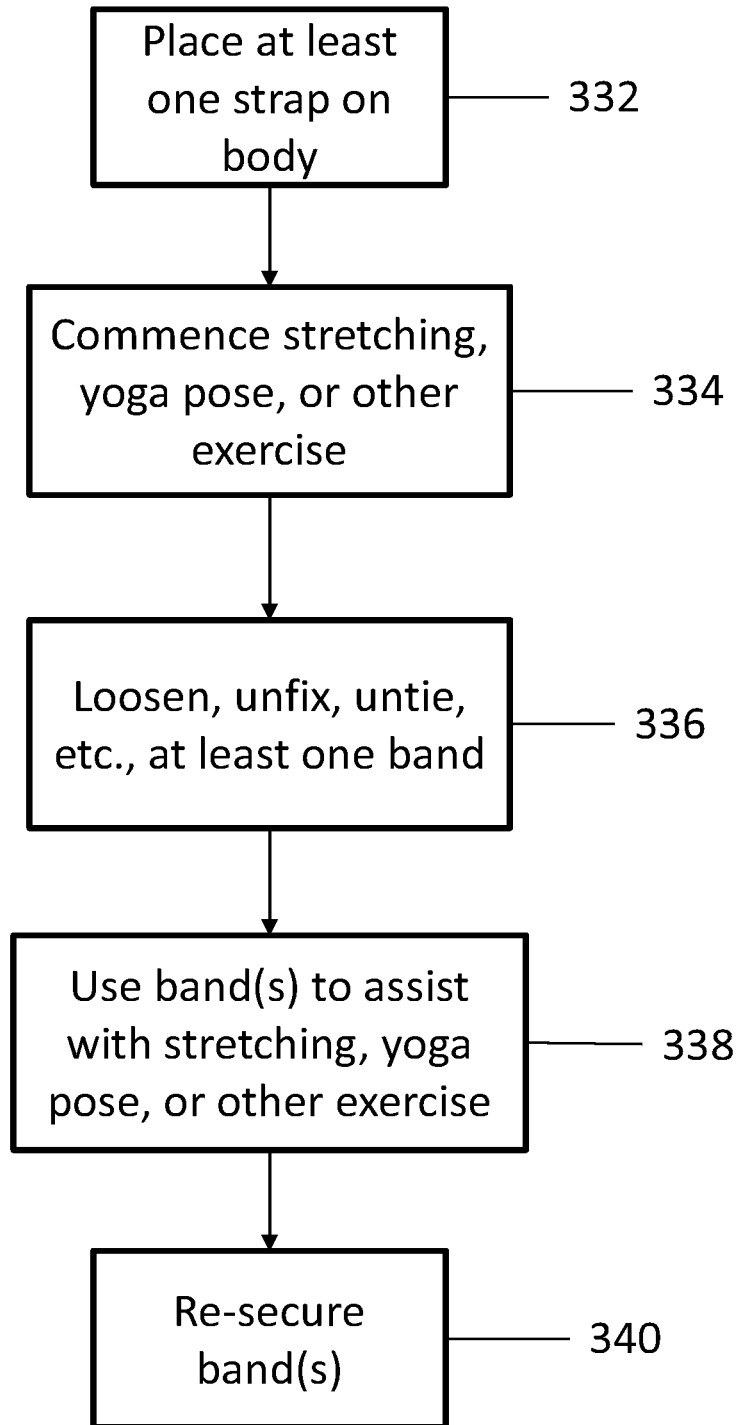 Place at least
one strap on
body
332
Commence stretching,
yoga pose, or other
exercise
334
Loosen, unfix, untie,
etc., at least one band
336
Use band(s) to assist
with stretching, yoga
pose, or other exercise
338
Re-secure
band(s)
340